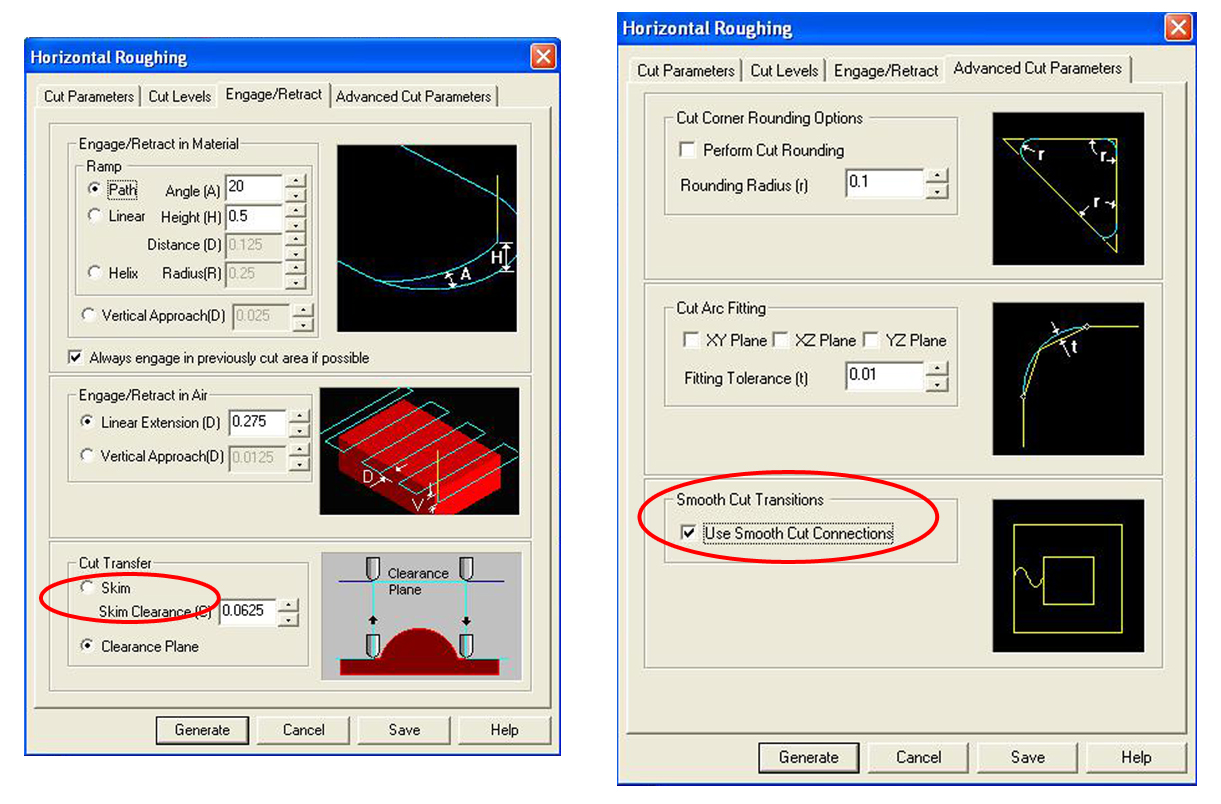 Horizontal Roughing
Cut Parameters Cut Levels Engage/Retract Advanced Cut Parameters
Engage/Retract in Material
Ramp
Path Angle (A) 20
Linear Height (H) 0.5
Distance (D) 0.125
Helix Radius(R) 0.25
Vertical Approach(D) 0.025
Always engage in previously cut area if possible
H
A
Engage/Retract in Air
Linear Extension (D) 0.275
Vertical Approach(D) 0.0125
D
V
Cut Transfer
Skim
Skim Clearance (C) 0.0625
Clearance Plane
Clearance
Plane
Generate Cancel Save Help
Horizontal Roughing
Cut Parameters Cut Levels Engage/Retract Advanced Cut Parameters
Cut Corner Rounding Options
Perform Cut Rounding
Rounding Radius (r) 0.1
r r
r
Cut Arc Fitting
XY Plane XZ Plane YZ Plane
Fitting Tolerance (t) 0.01
t
Smooth Cut Transitions
Use Smooth Cut Connections
Generate Cancel Save Help